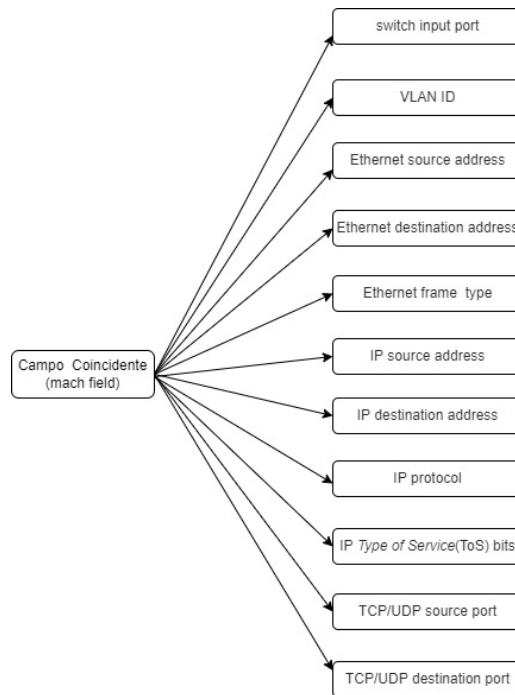 switch input port
VLAN ID
Ethernet source address
Ethernet destination address
Ethernet frame type
Campo Coincidente
(mach field)
IP source address
IP destination address
IP protocol
IP Type of Service(ToS) bits
TCP/UDP source port
TCP/UDP destination port